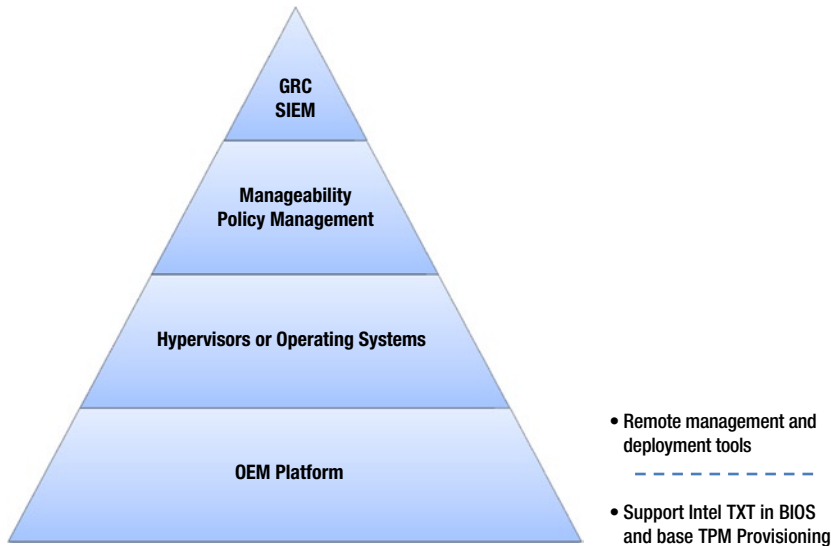 GRC
SIEM
Manageability
Policy Management
Hypervisors or Operating Systems
OEM Platform
• Remote management and
deployment tools
• Support Intel TXT in BIOS
and base TPM Provisioning